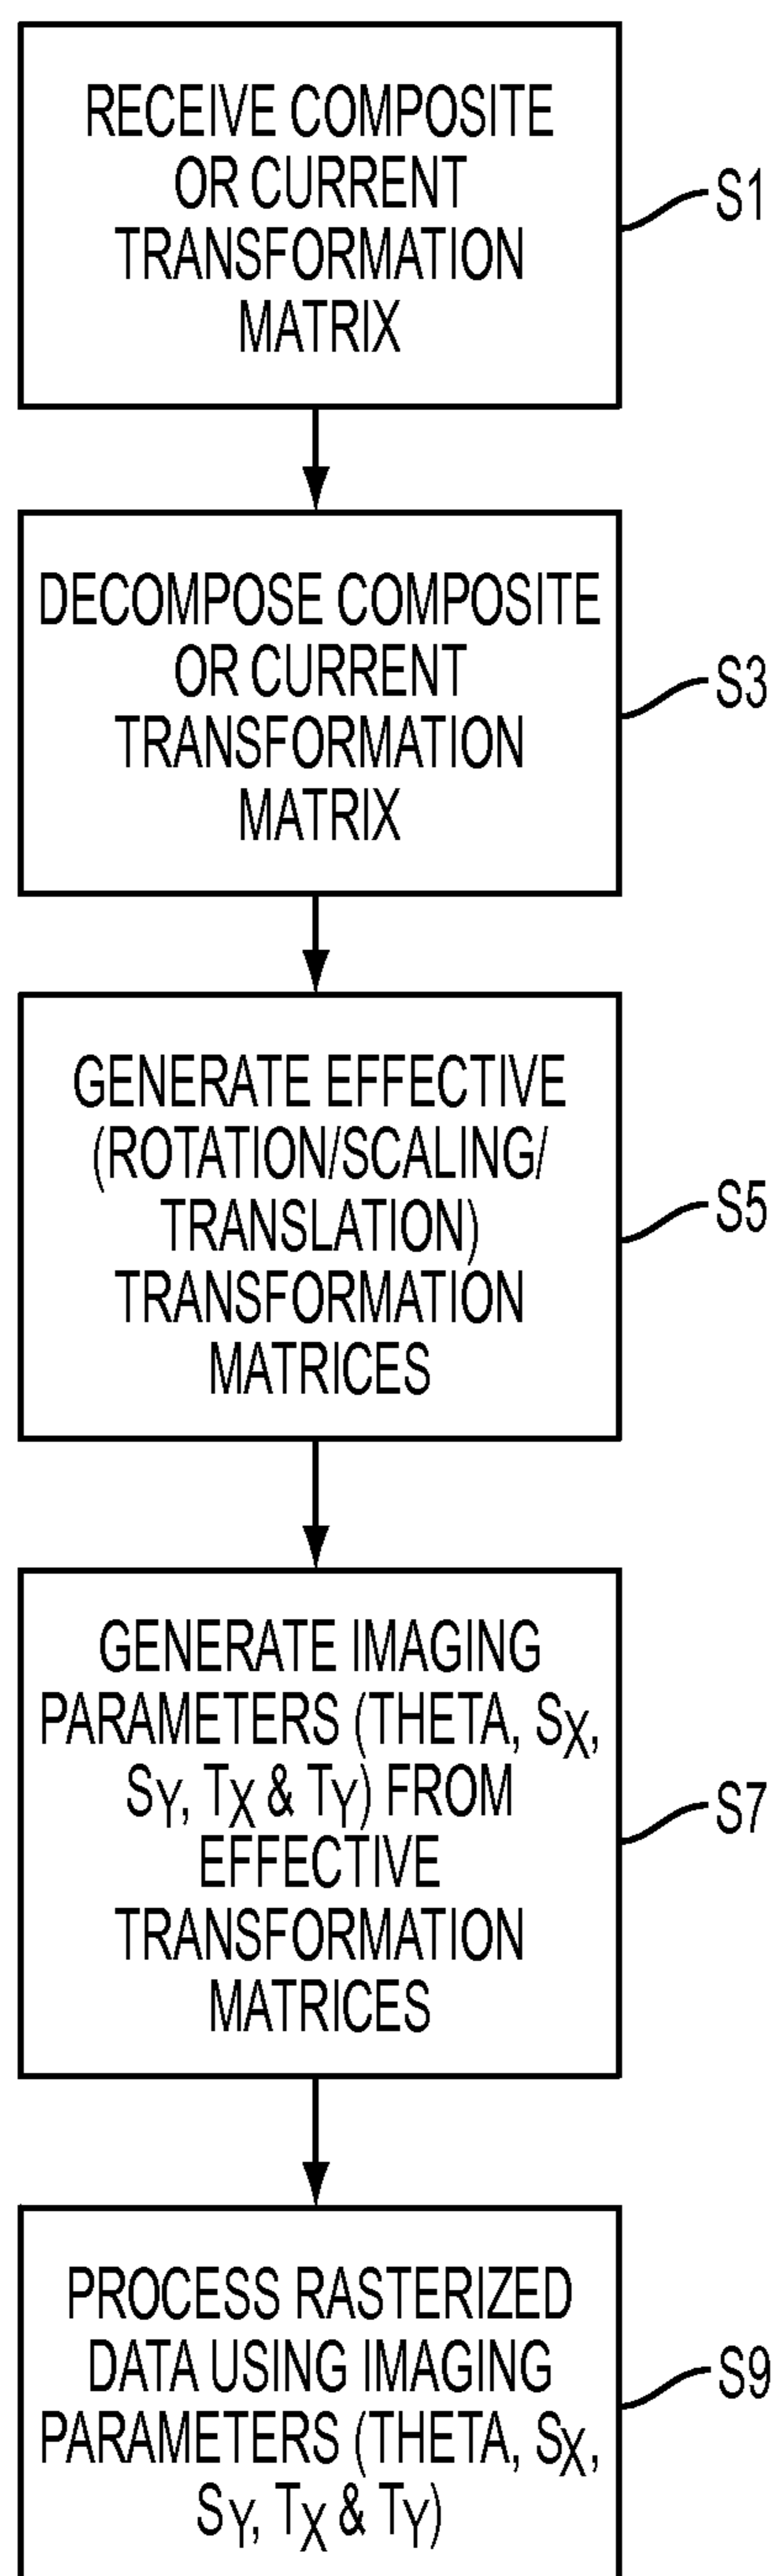 RECEIVE COMPOSITE
OR CURRENT
TRANSFORMATION
MATRIX
S1
DECOMPOSE COMPOSITE
OR CURRENT
TRANSFORMATION
MATRIX
S3
GENERATE EFFECTIVE
(ROTATION/SCALING/
TRANSLATION)
TRANSFORMATION
MATRICES
S5
GENERATE IMAGING
PARAMETERS (THETA, SX,
SY, TX & TY) FROM
EFFECTIVE
TRANSFORMATION
MATRICES
S7
PROCESS RASTERIZED
DATA USING IMAGING
PARAMETERS (THETA, SX,
SY, TX & TY)
S9